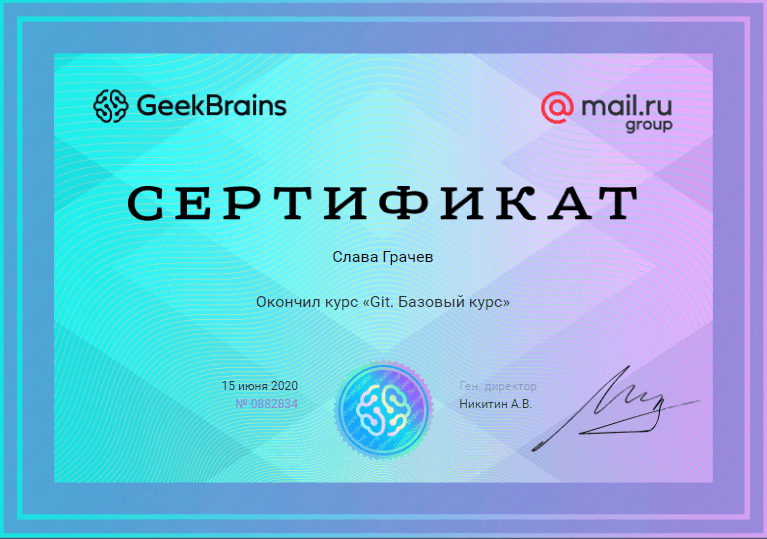 GeekBrains
@mail.ru
group
СЕРТИФИКАТ
Слава Грачев
Окончил курс «Git. Базовый курс»
15 июня 2020
№ 0882834
Ген. директор
Никитин А.В.